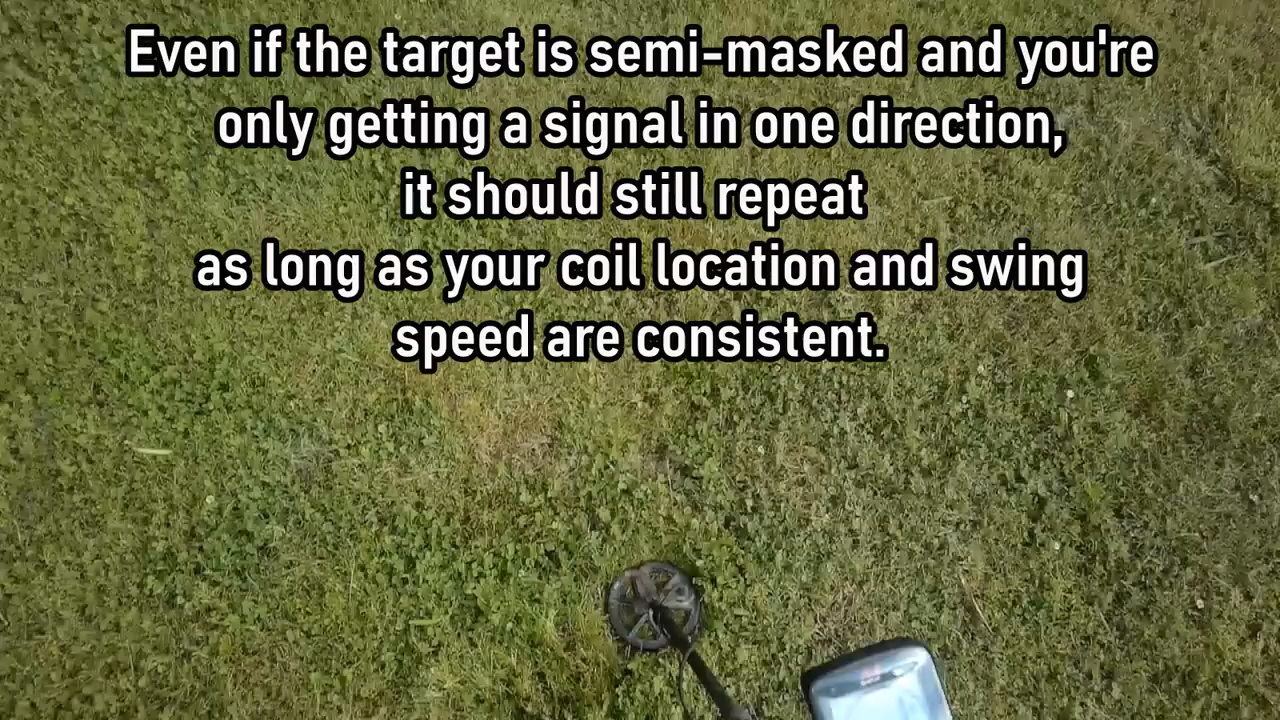 Even if the target is semi-masked and you're
only getting a signal in one direction,
it should still repeat
as long as your coil location and swing
speed are consistent.